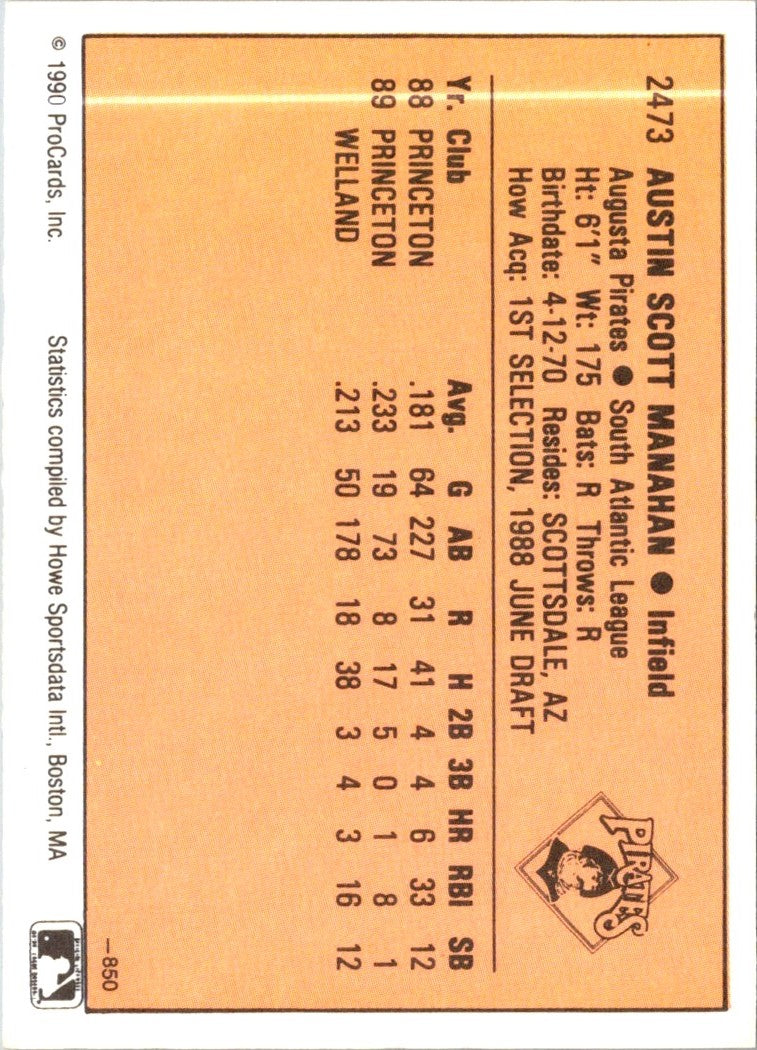 2473 AUSTIN SCOTT MANAHAN ● Infield
Augusta Pirates ● South Atlantic League
Ht: 6'1" Wt: 175 Bats: R Throws: R
Birthdate: 4-12-70 Resides: SCOTTSDALE, AZ
How Acq: 1ST SELECTION, 1988 JUNE DRAFT
PIRATES
Yr. Club Avg. G AB R H 2B 3B HR RBI SB
88 PRINCETON .181 64 227 31 41 4 4 6 33 12
89 PRINCETON .233 19 73 8 17 5 0 1 8 1
WELLAND .213 50 178 18 38 3 4 3 16 12
—850
© 1990 ProCards, Inc. Statistics compiled by Howe Sportsdata Intl., Boston, MA